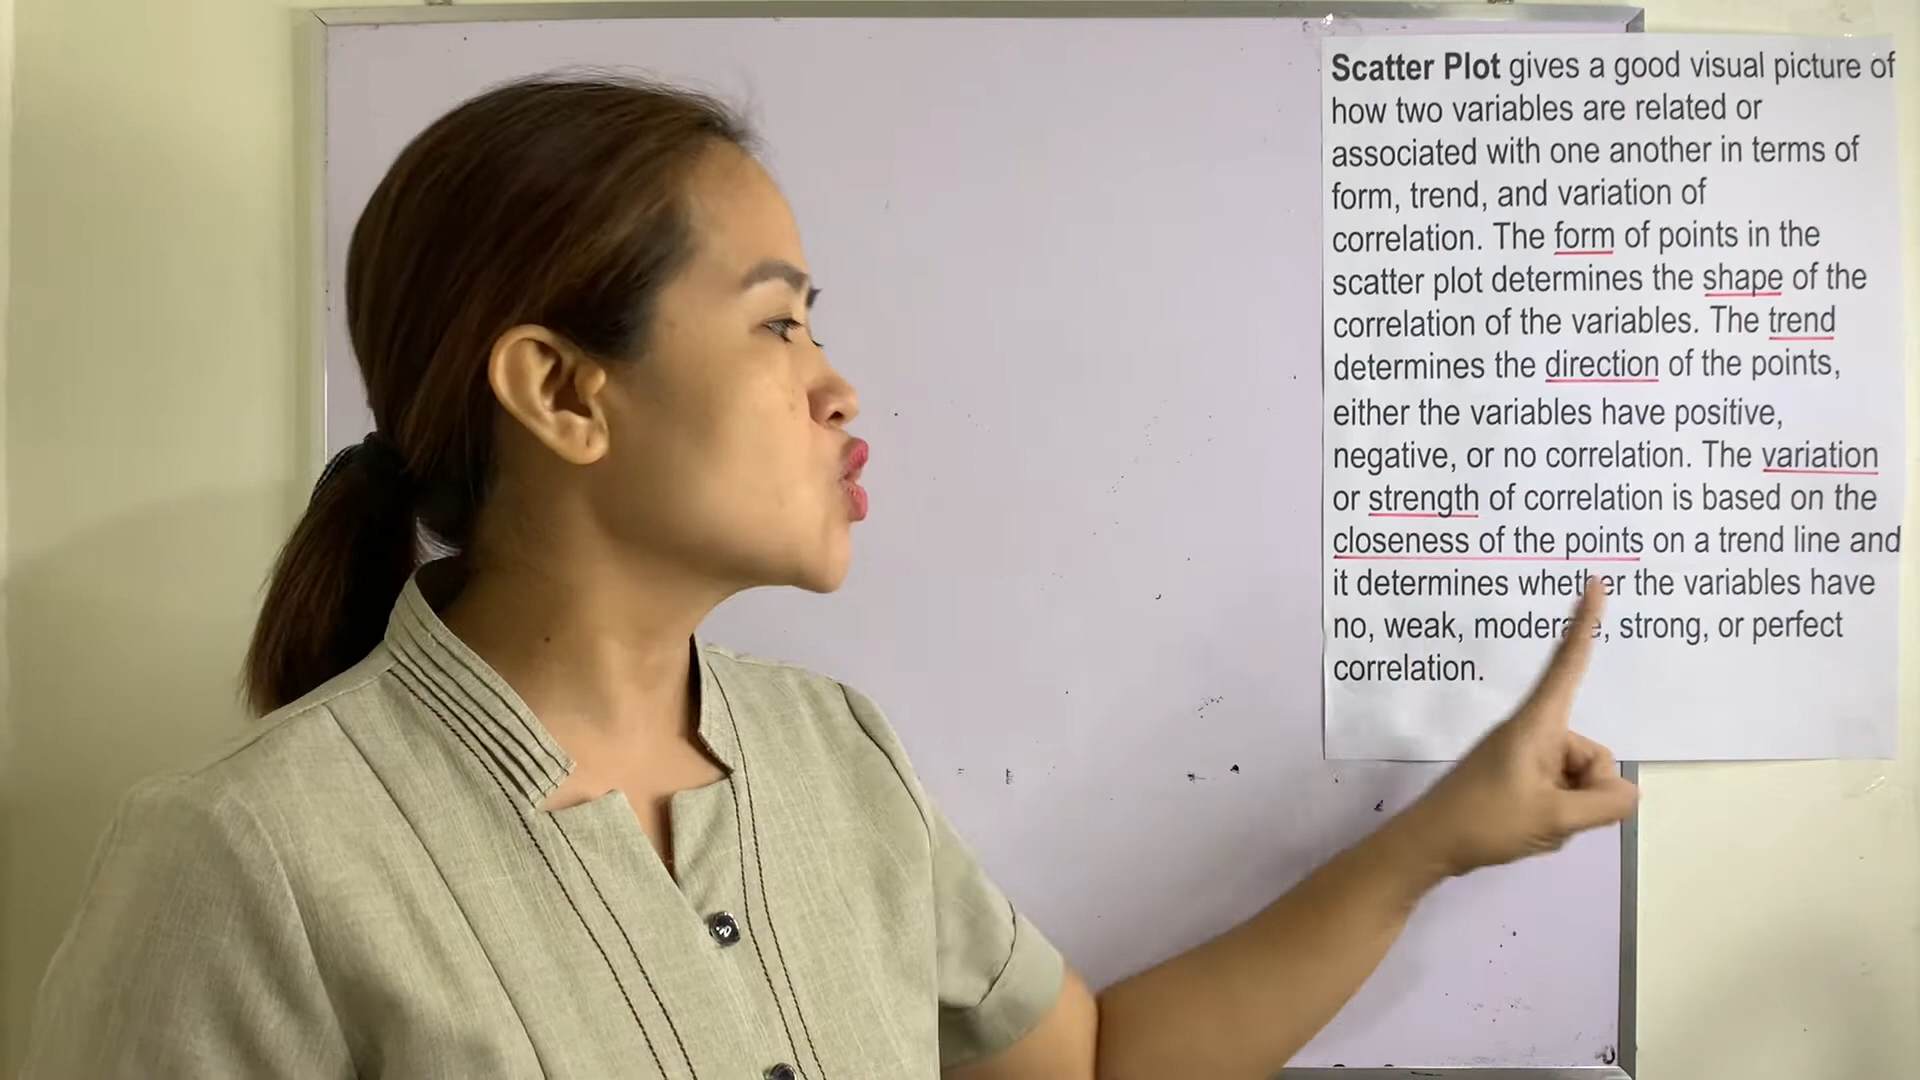 Scatter Plot gives a good visual picture of
how two variables are related or
associated with one another in terms of
form, trend, and variation of
correlation. The form of points in the
scatter plot determines the shape of the
correlation of the variables. The trend
determines the direction of the points,
either the variables have positive,
negative, or no correlation. The variation
or strength of correlation is based on the
closeness of the points on a trend line and
it determines whether the variables have
no, weak, moderate, strong, or perfect
correlation.